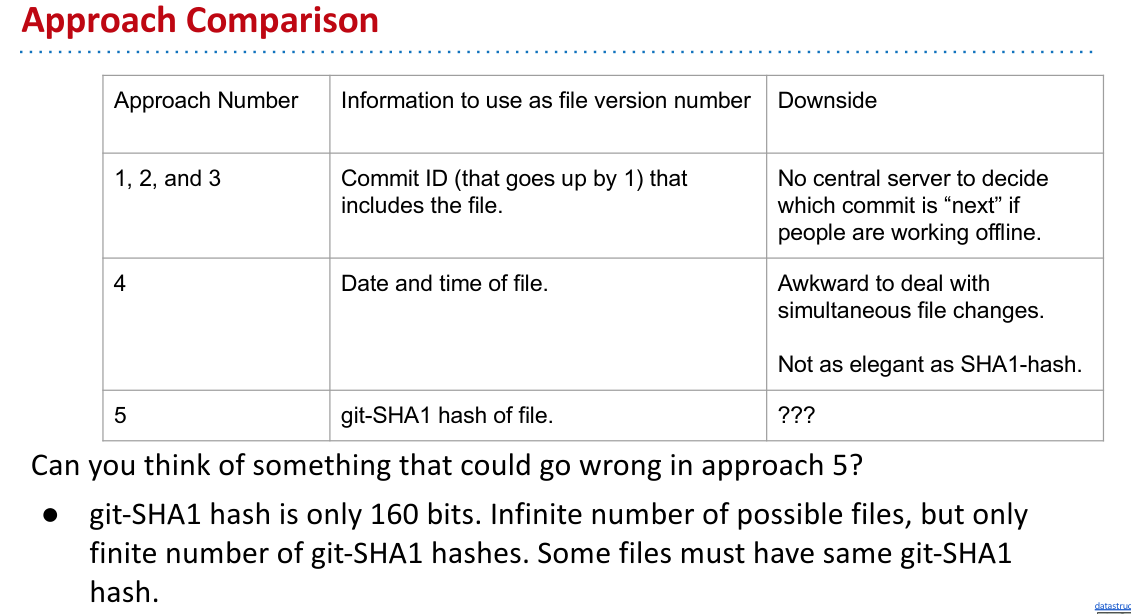 Approach Comparison
Approach Number
Information to use as file version number
Downside
1, 2, and 3
Commit ID (that goes up by 1) that
includes the file.
No central server to decide
which commit is “next” if
people are working offline.
4
Date and time of file.
Awkward to deal with
simultaneous file changes.
Not as elegant as SHA1-hash.
5
git-SHA1 hash of file.
???
Can you think of something that could go wrong in approach 5?
● git-SHA1 hash is only 160 bits. Infinite number of possible files, but only
finite number of git-SHA1 hashes. Some files must have same git-SHA1
hash.
datastruc